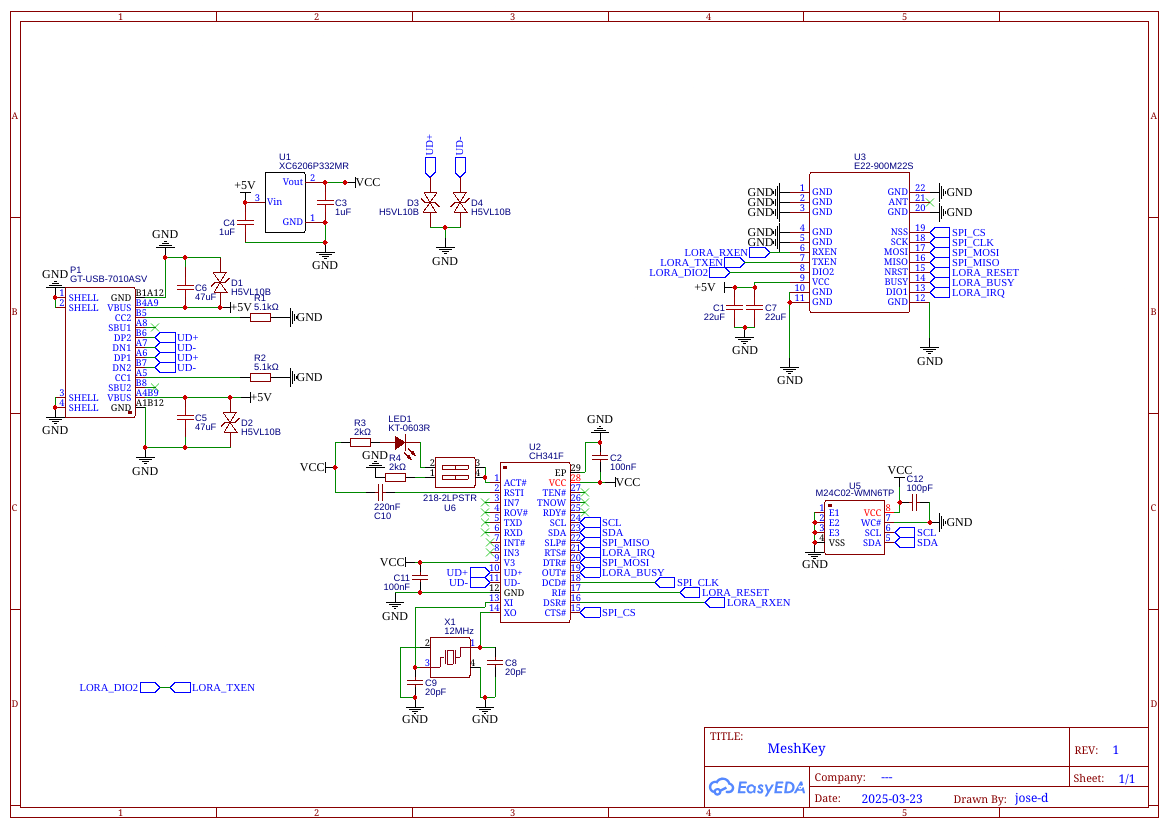 1 2 3 4 5
A A
B B
C C
D D
1 2 3 4 5
U1
XC6206P332MR
+5V
3 Vin
Vout 2
GND 1
VCC
C3
1uF
C4
1uF
GND
UD+ UD-
D3
H5VL10B
D4
H5VL10B
GND
U3
E22-900M22S
GND 1 GND
GND 2 GND
GND 3 GND
GND 4 GND
GND 5 GND
LORA_RXEN 6 RXEN
LORA_TXEN 7 TXEN
LORA_DIO2 8 DIO2
+5V 9 VCC
10 GND
11 GND
GND 22 GND
ANT 21
GND 20 GND
NSS 19 SPI_CS
SCK 18 SPI_CLK
MOSI 17 SPI_MOSI
MISO 16 SPI_MISO
NRST 15 LORA_RESET
BUSY 14 LORA_BUSY
DIO1 13 LORA_IRQ
GND 12
C1
22uF
C7
22uF
GND
GND
GND
GND
GND
P1
GT-USB-7010ASV
1 SHELL
2 SHELL
3 SHELL
4 SHELL
GND B1A12
VBUS B4A9
CC2 B5
SBU1 A8
DP2 B6 UD+
DN1 A7 UD-
DP1 A6 UD+
DN2 B7 UD-
CC1 A5
SBU2 B8
VBUS A4B9
GND A1B12
C6
47uF
D1
H5VL10B
+5V
R1
5.1kΩ
GND
R2
5.1kΩ
GND
+5V
C5
47uF
D2
H5VL10B
GND
GND
R3
2kΩ
LED1
KT-0603R
GND
R4
2kΩ
VCC
2 3
1 4
218-2LPSTR
U6
220nF
C10
U2
CH341F
1 ACT#
2 RSTI
3 IN7
4 ROV#
5 TXD
6 RXD
7 INT#
8 IN3
VCC 9 V3
UD+ 10 UD+
UD- 11 UD-
12 GND
13 XI
14 XO
EP 29
VCC 28 VCC
TEN# 27
TNOW 26
RDY# 25
SCL 24 SCL
SDA 23 SDA
SLP# 22 SPI_MISO
RTS# 21 LORA_IRQ
DTR# 20 SPI_MOSI
OUT# 19 LORA_BUSY
DCD# 18 SPI_CLK
RI# 17 LORA_RESET
DSR# 16 LORA_RXEN
CTS# 15 SPI_CS
GND
C2
100nF
C11
100nF
GND
X1
12MHz
2 1
3 4
C9
20pF
C8
20pF
GND
GND
VCC
U5
M24C02-WMN6TP
C12
100pF
1 E1
2 E2
3 E3
4 VSS
VCC 8
WC# 7 GND
SCL 6 SCL
SDA 5 SDA
GND
LORA_DIO2 LORA_TXEN
TITLE:
MeshKey
REV: 1
EasyEDA
Company: ---
Sheet: 1/1
Date: 2025-03-23 Drawn By: jose-d